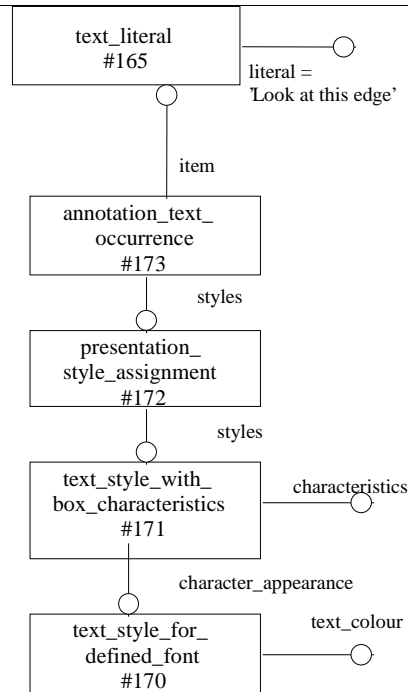 text_literal
#165
literal =
'Look at this edge'
item
annotation_text_
occurrence
#173
styles
presentation_
style_assignment
#172
styles
text_style_with_
box_characteristics
#171
characteristics
character_appearance
text_style_for_
defined_font
#170
text_colour